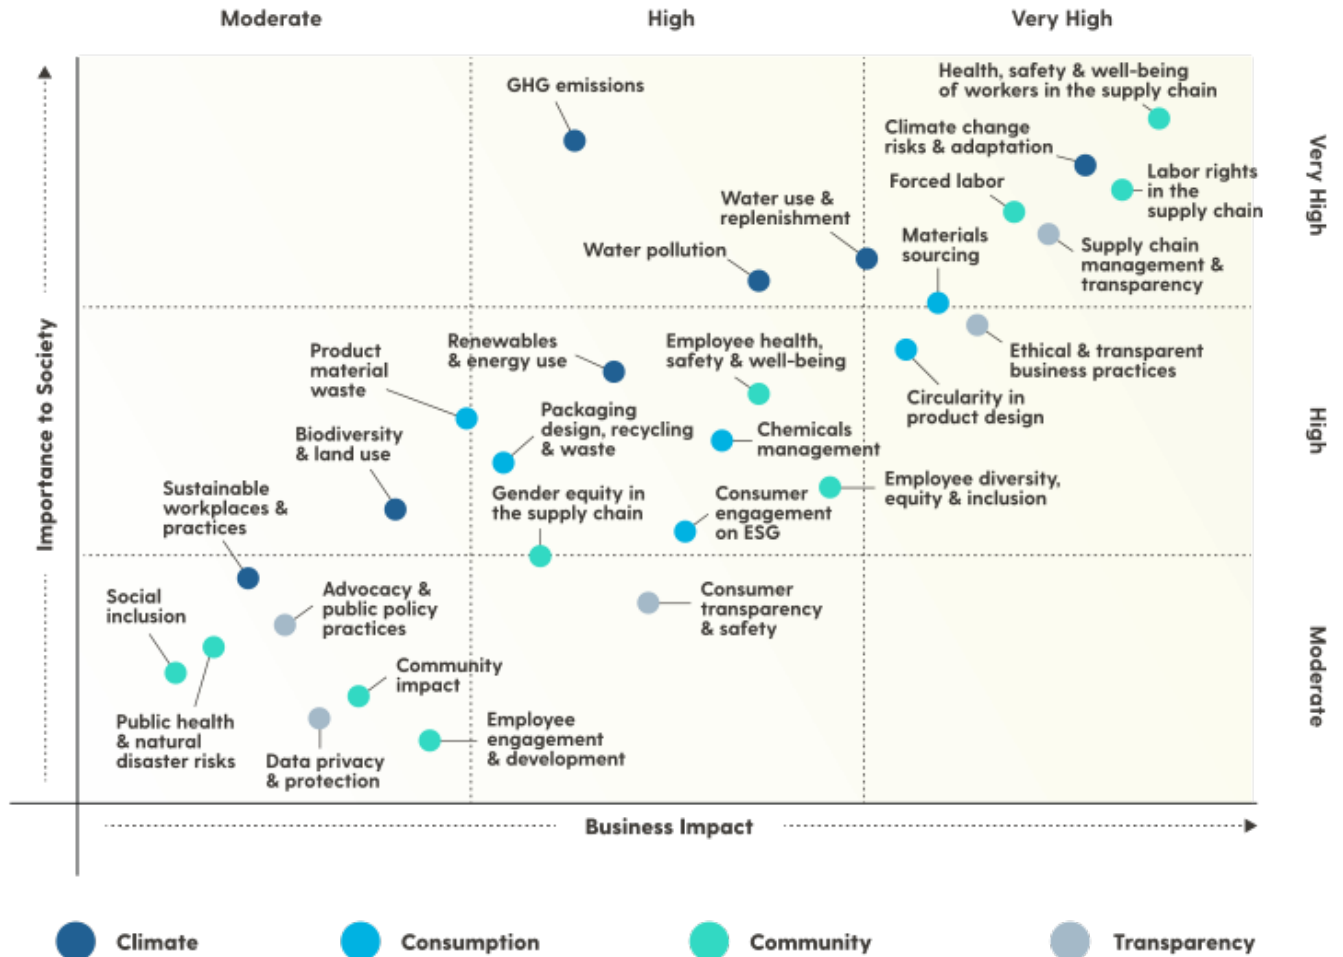 Moderate
High
Very High
GHG emissions
Health, safety & well-being
of workers in the supply chain
Climate change
risks & adaptation
Labor rights
in the
supply chain
Forced labor
Water use &
replenishment
Materials
sourcing
Water pollution
Supply chain
management &
transparency
Very High
Product
material
waste
Renewables
& energy use
Employee health,
safety & well-being
Ethical & transparent
business practices
Circularity in
product design
Packaging
design, recycling
& waste
Biodiversity
& land use
Chemicals
management
Employee diversity,
equity & inclusion
Sustainable
workplaces &
practices
Gender equity in
the supply chain
Consumer
engagement
on ESG
High
Importance to Society
Social
inclusion
Advocacy &
public policy
practices
Consumer
transparency
& safety
Community
impact
Public health
& natural
disaster risks
Data privacy
& protection
Employee
engagement
& development
Moderate
Business Impact
Climate
Consumption
Community
Transparency